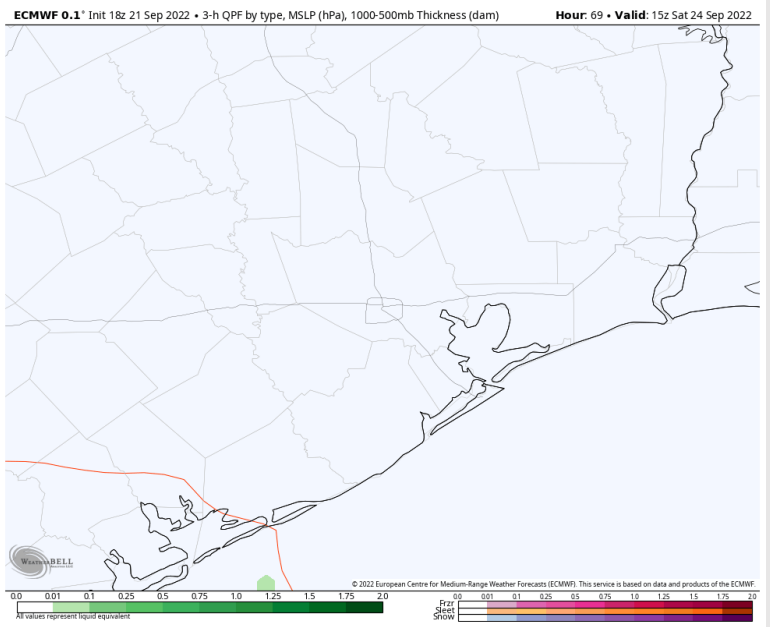 ECMWF 0.1° Init 18z 21 Sep 2022 • 3-h QPF by type, MSLP (hPa), 1000-500mb Thickness (dam)
Hour: 69 • Valid: 15z Sat 24 Sep 2022
WEATHERBELL
© 2022 European Centre for Medium-Range Weather Forecasts (ECMWF). This service is based on data and products of the ECMWF.
0.0 0.01 0.1 0.25 0.5 0.75 1.0 1.25 1.5 1.75 2.0
All values represent liquid equivalent
0.0 0.01 0.1 0.25 0.5 0.75 1.0 1.25 1.5 1.75 2.0
Frzr
Sleet
Snow